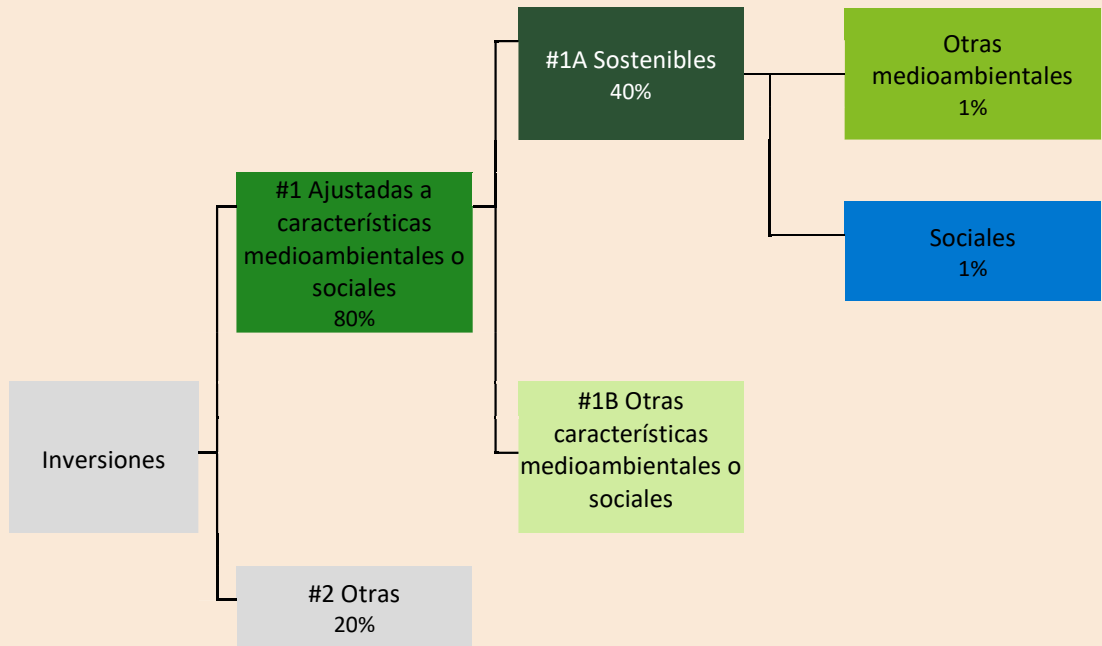 #1A Sostenibles
40%
Otras
medioambientales
1%
#1 Ajustadas a
características
medioambientales o
sociales
80%
Sociales
1%
Inversiones
#1B Otras
características
medioambientales o
sociales
#2 Otras
20%